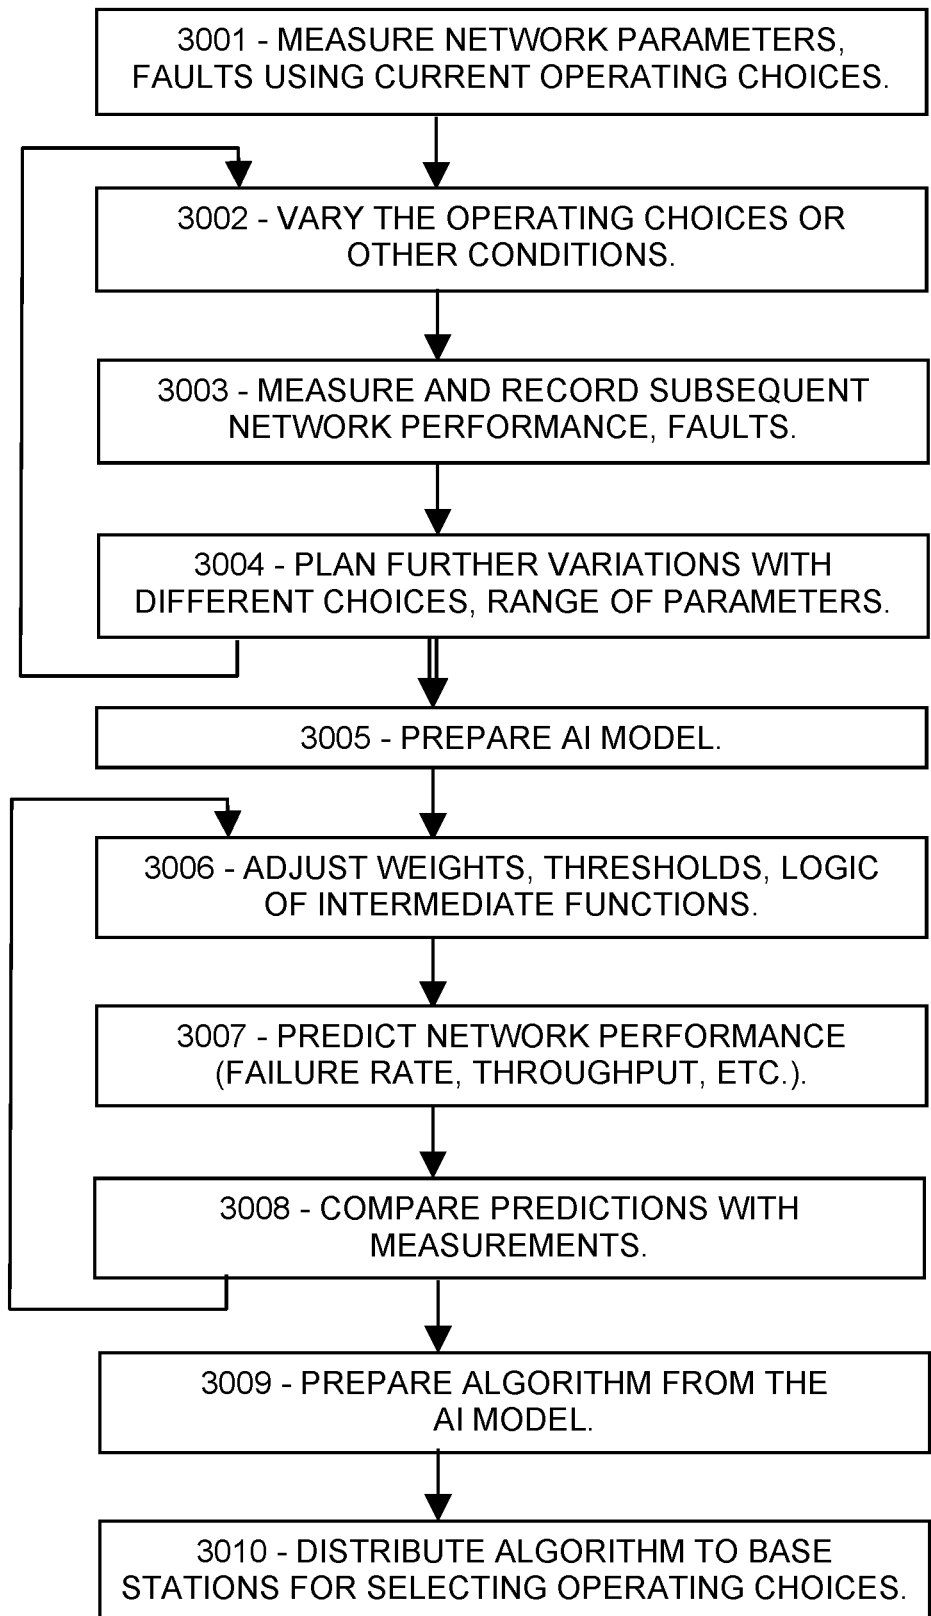 3001 - MEASURE NETWORK PARAMETERS,
FAULTS USING CURRENT OPERATING CHOICES.
3002 - VARY THE OPERATING CHOICES OR
OTHER CONDITIONS.
3003 - MEASURE AND RECORD SUBSEQUENT
NETWORK PERFORMANCE, FAULTS.
3004 - PLAN FURTHER VARIATIONS WITH
DIFFERENT CHOICES, RANGE OF PARAMETERS.
3005 - PREPARE AI MODEL.
3006 - ADJUST WEIGHTS, THRESHOLDS, LOGIC
OF INTERMEDIATE FUNCTIONS.
3007 - PREDICT NETWORK PERFORMANCE
(FAILURE RATE, THROUGHPUT, ETC.).
3008 - COMPARE PREDICTIONS WITH
MEASUREMENTS.
3009 - PREPARE ALGORITHM FROM THE
AI MODEL.
3010 - DISTRIBUTE ALGORITHM TO BASE
STATIONS FOR SELECTING OPERATING CHOICES.